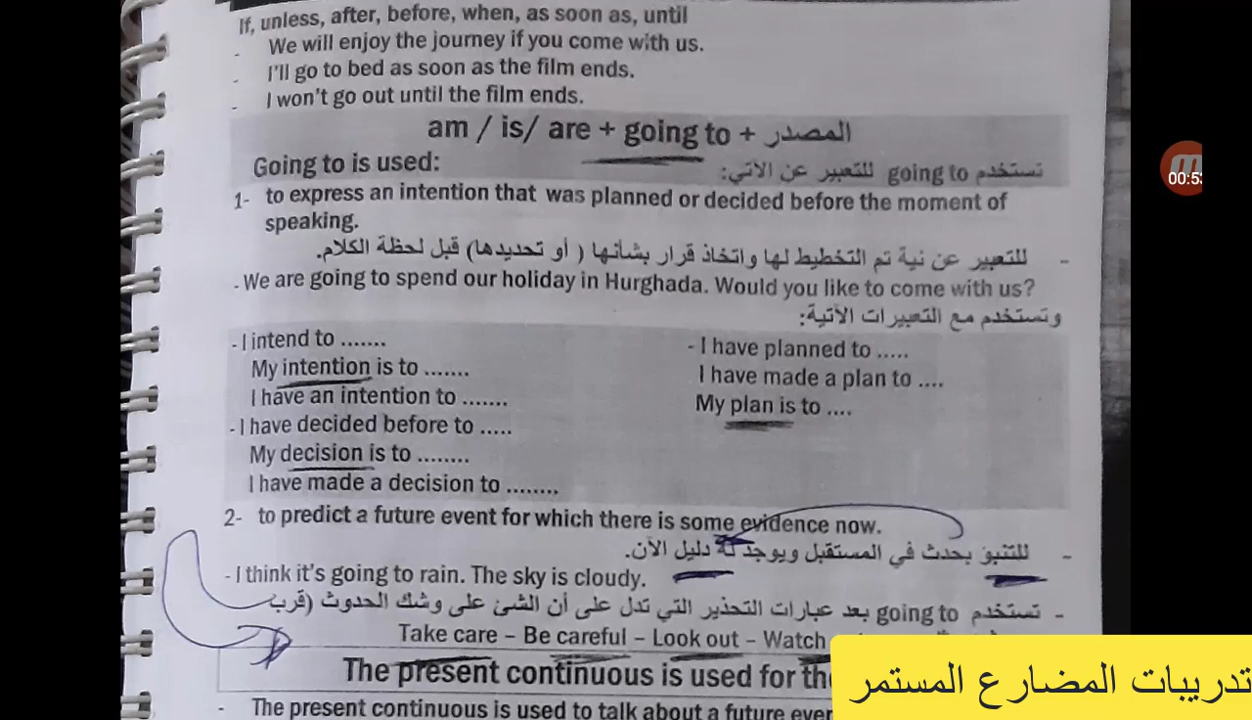 If, unless, after, before, when, as soon as, until
- We will enjoy the journey if you come with us.
- I'll go to bed as soon as the film ends.
- I won't go out until the film ends.
am / is/ are + going to + المصدر
Going to is used: تستخدم going to للتعبير عن الآتي:
1- to express an intention that was planned or decided before the moment of
speaking.
- للتعبير عن نية تم التخطيط لها واتخاذ قرار بشأنها ( أو تحديدها) قبل لحظة الكلام.
. We are going to spend our holiday in Hurghada. Would you like to come with us?
وتستخدم مع التعبيرات الآتية:
- I intend to ....... - I have planned to .....
My intention is to ....... I have made a plan to ....
I have an intention to ....... My plan is to ....
- I have decided before to .....
My decision is to ........
I have made a decision to ........
2- to predict a future event for which there is some evidence now.
- للتنبؤ بحدث في المستقبل ويوجد له دليل الآن.
- I think it's going to rain. The sky is cloudy.
- تستخدم going to بعد عبارات التحذير التي تدل على أن الشئ على وشك الحدوث (قرب
Take care – Be careful – Look out – Watch
The present continuous is used for
- The present continuous is used to talk about a future
تدريبات المضارع المستمر
00:53